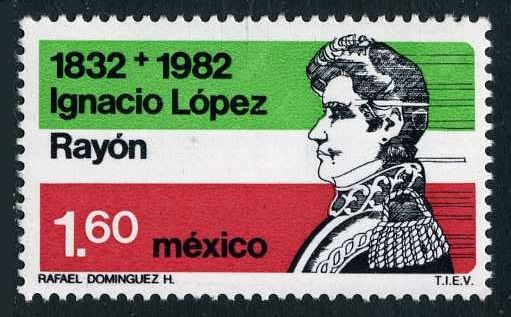 1832 + 1982
Ignacio López
Rayón
1.60 méxico
RAFAEL DOMINGUEZ H. T.I.E.V.